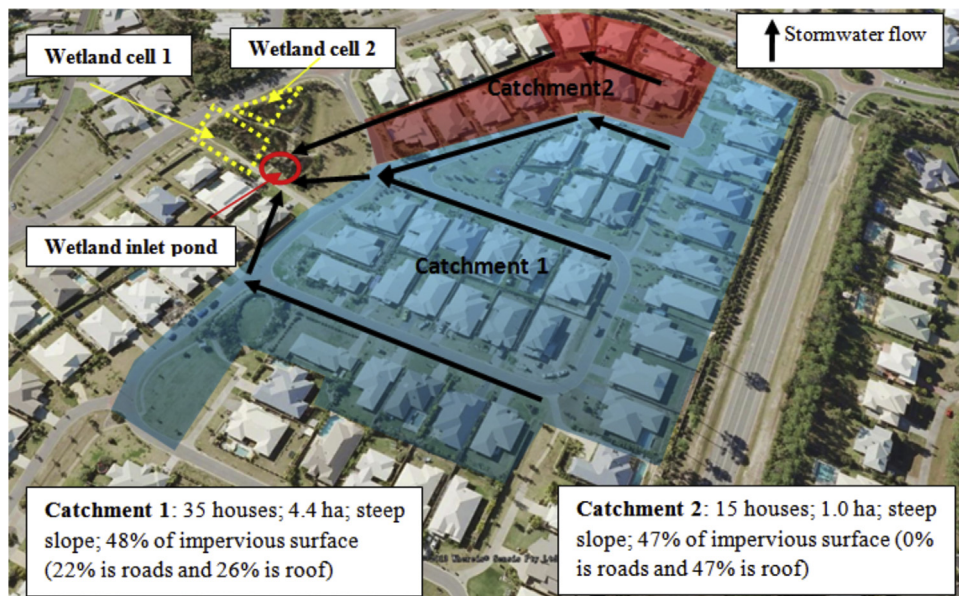 Wetland cell 1
Wetland cell 2
Stormwater flow
Catchment2
Wetland inlet pond
Catchment 1
Catchment 1: 35 houses; 4.4 ha; steep
slope; 48% of impervious surface
(22% is roads and 26% is roof)
Catchment 2: 15 houses; 1.0 ha; steep
slope; 47% of impervious surface (0%
is roads and 47% is roof)